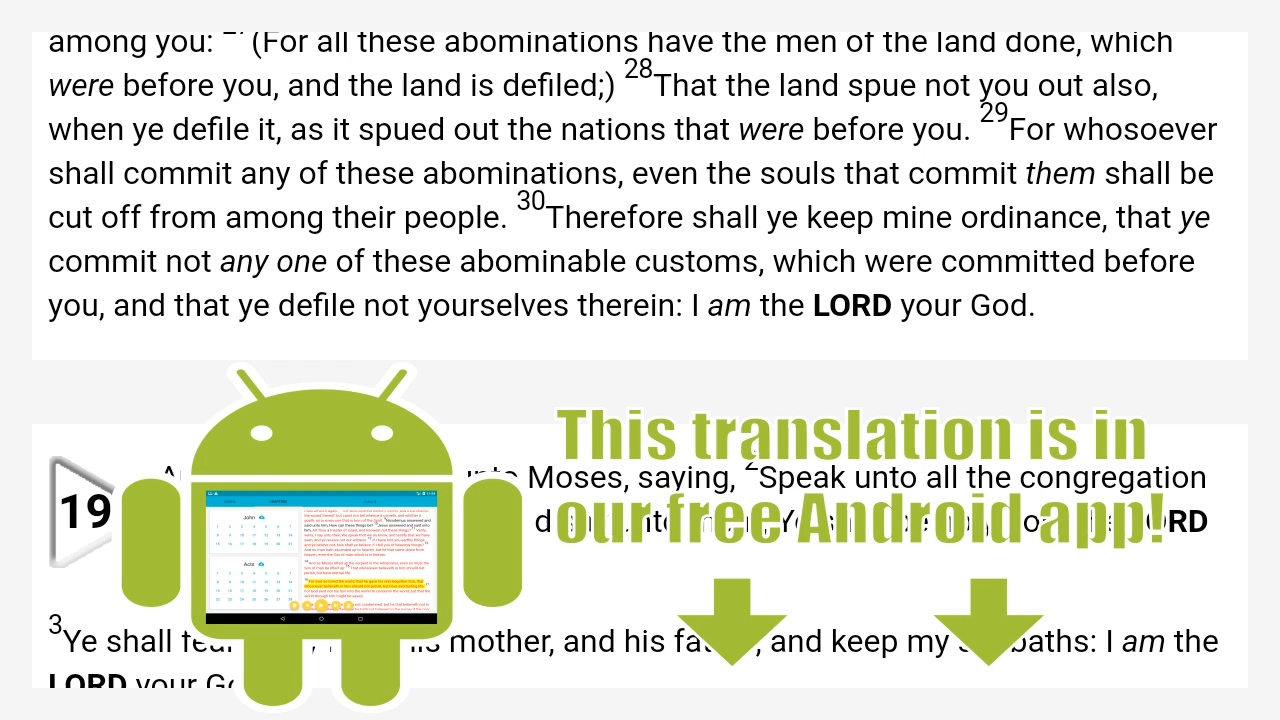 among you: (For all these abominations have the men of the land done, which
were before you, and the land is defiled;) 28That the land spue not you out also,
when ye defile it, as it spued out the nations that were before you. 29For whosoever
shall commit any of these abominations, even the souls that commit them shall be
cut off from among their people. 30Therefore shall ye keep mine ordinance, that ye
commit not any one of these abominable customs, which were committed before
you, and that ye defile not yourselves therein: I am the LORD your God.
This translation is in
our free Android app!
19
Moses, saying, 2Speak unto all the congregation
John
Acts
3Ye shall mother, and his and keep my I am the
LORD your